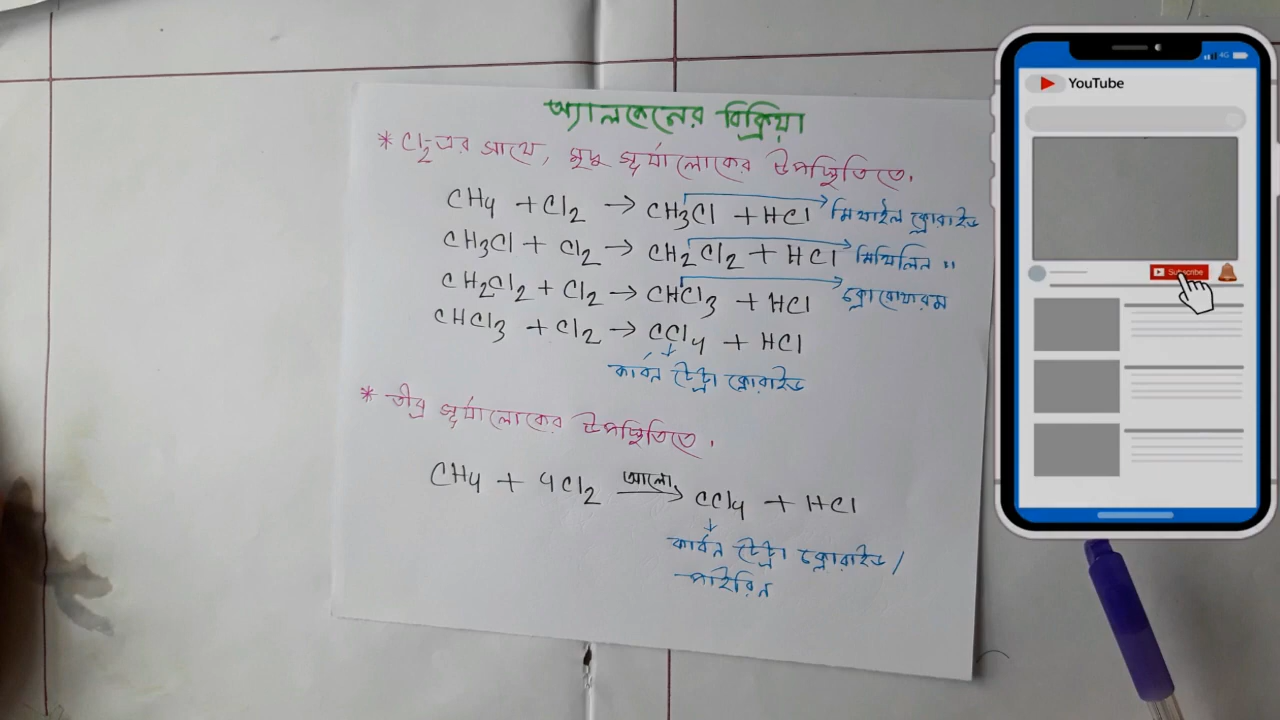 অ্যালকেনের বিক্রিয়া
* Cl2 এর সাথে, মৃদু সূর্যালোকের উপস্থিতিতে.
CH4 + Cl2 → CH3Cl + HCl → মিথাইল ক্লোরাইড
CH3Cl + Cl2 → CH2Cl2 + HCl → মিথিলিন "
CH2Cl2 + Cl2 → CHCl3 + HCl → ক্লোরোফরম
CHCl3 + Cl2 → CCl4 + HCl
↓
কার্বন টেট্রা ক্লোরাইড
* তীব্র সূর্যালোকের উপস্থিতিতে.
CH4 + 4Cl2 আলো→ CCl4 + HCl
↓
কার্বন টেট্রা ক্লোরাইড/
পাইরিন
4G
YouTube
Subscribe